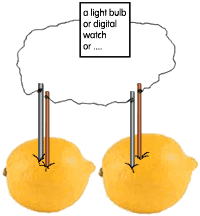 a light bulb
or digital
watch
or ....